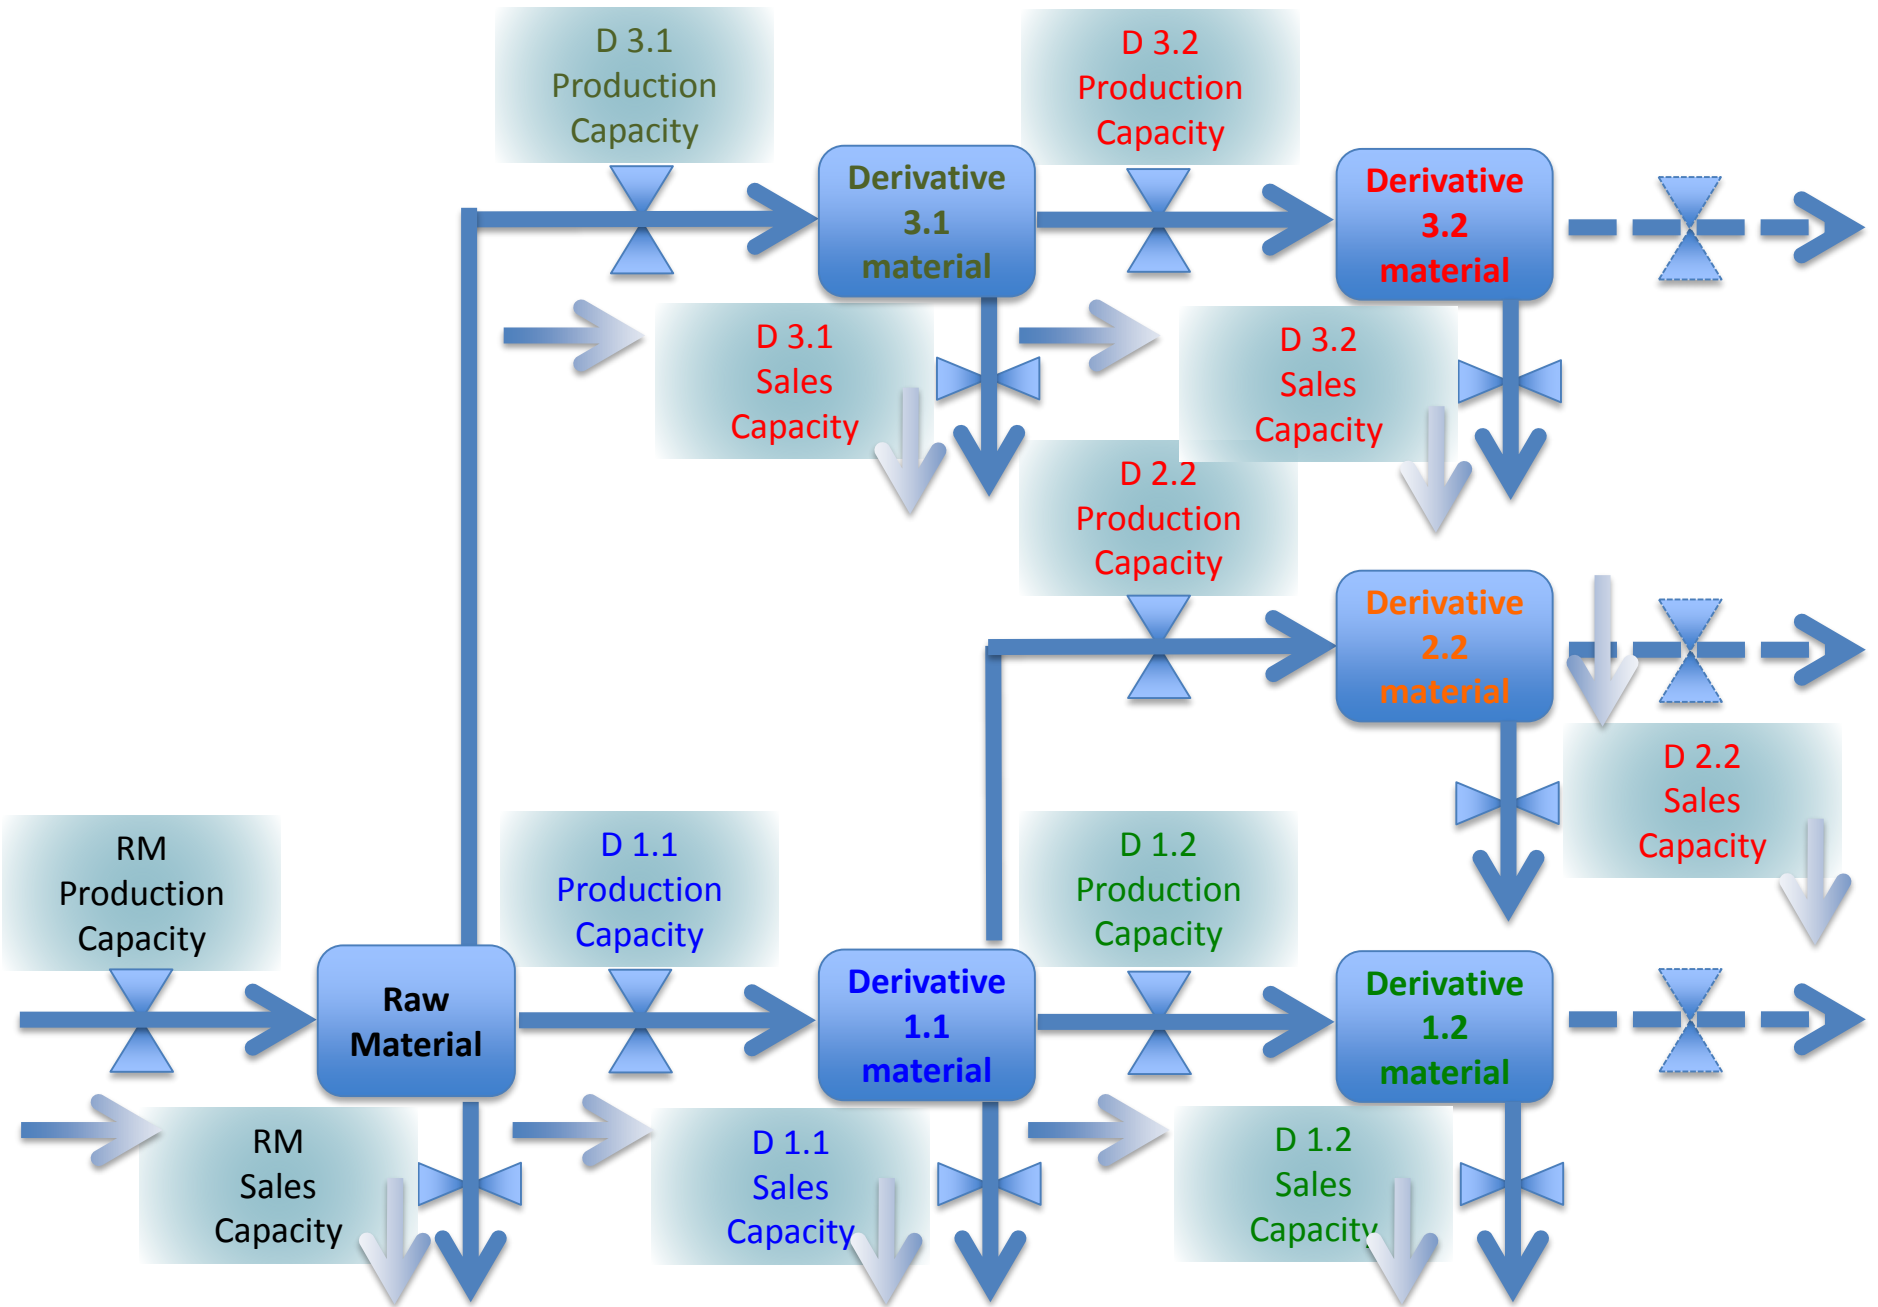 D 3.1
Production
Capacity
D 3.2
Production
Capacity
Derivative
3.1
material
Derivative
3.2
material
D 3.1
Sales
Capacity
D 3.2
Sales
Capacity
D 2.2
Production
Capacity
Derivative
2.2
material
D 2.2
Sales
Capacity
RM
Production
Capacity
D 1.1
Production
Capacity
D 1.2
Production
Capacity
Raw
Material
Derivative
1.1
material
Derivative
1.2
material
RM
Sales
Capacity
D 1.1
Sales
Capacity
D 1.2
Sales
Capacity